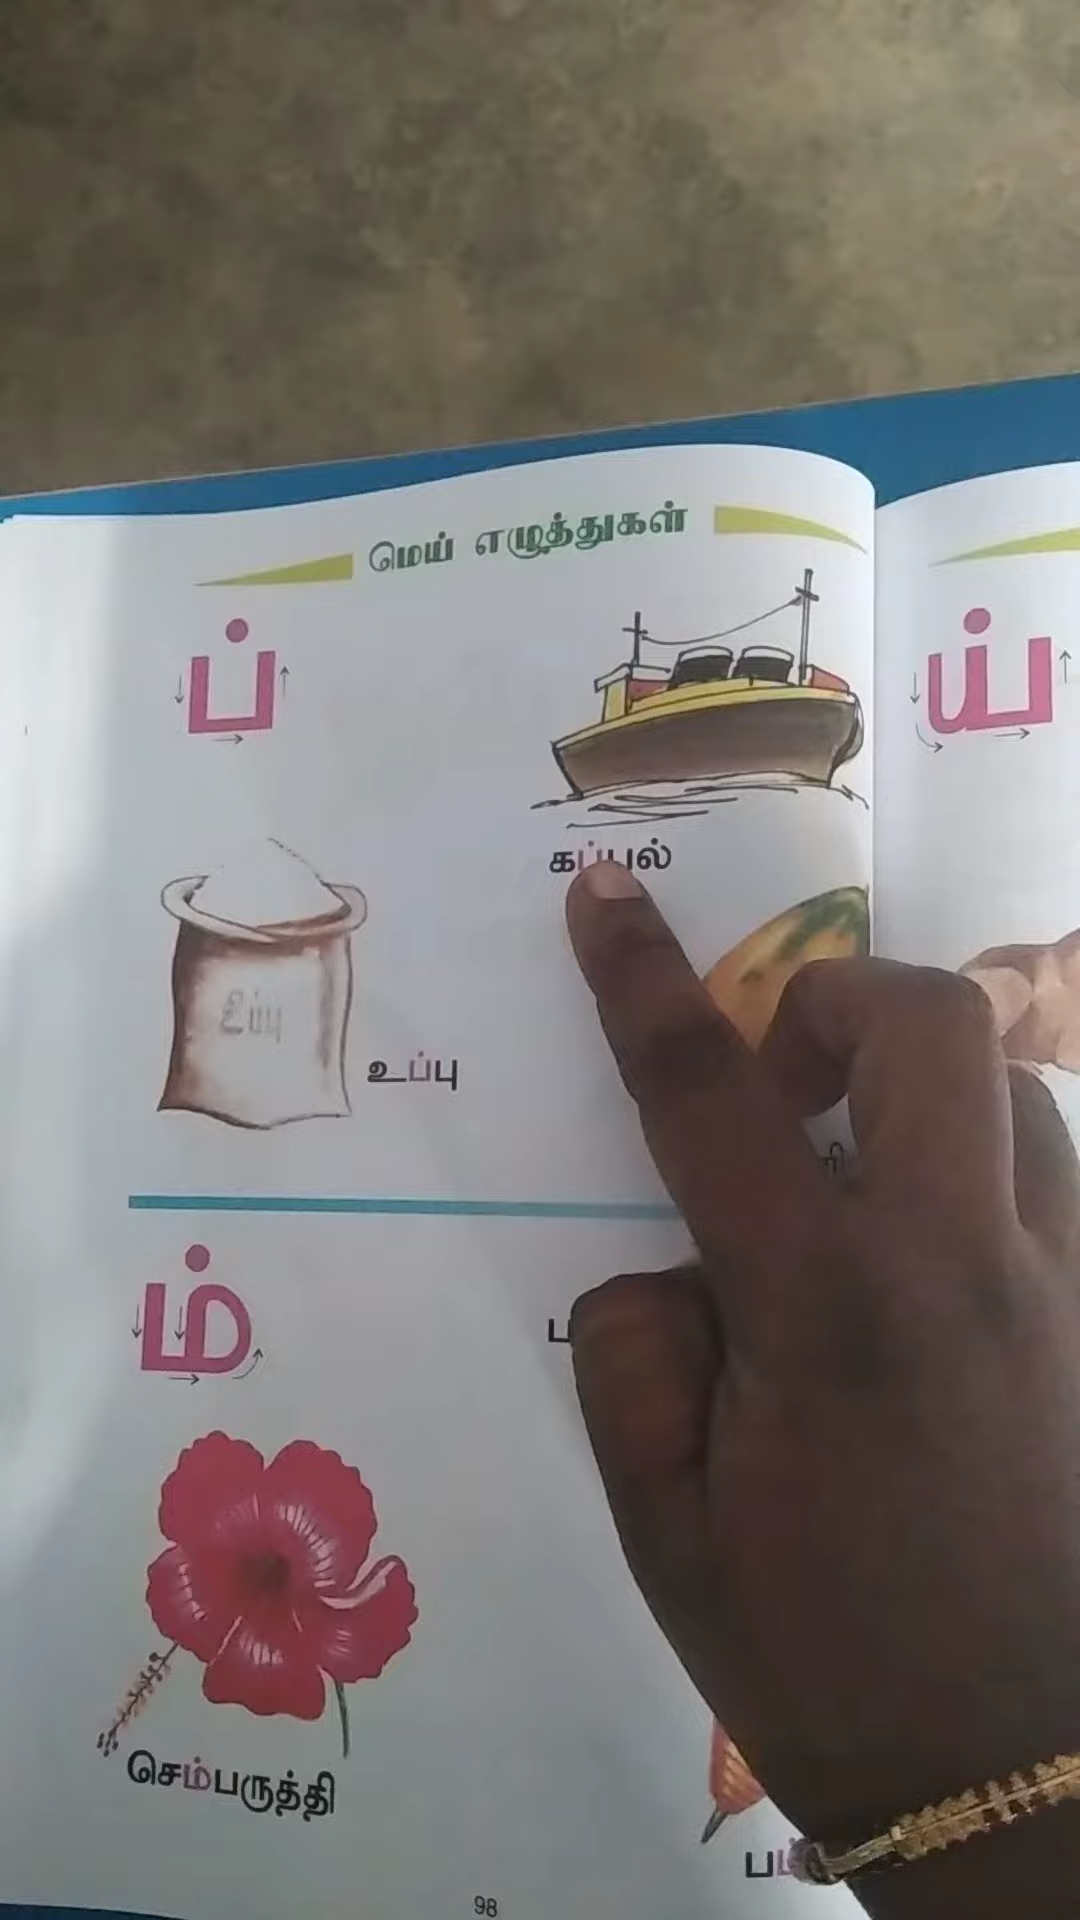 மெய் எழுத்துகள்
ப்
ய்
கப்பல்
உப்பு
உப்பு
ம்
செம்பருத்தி
98